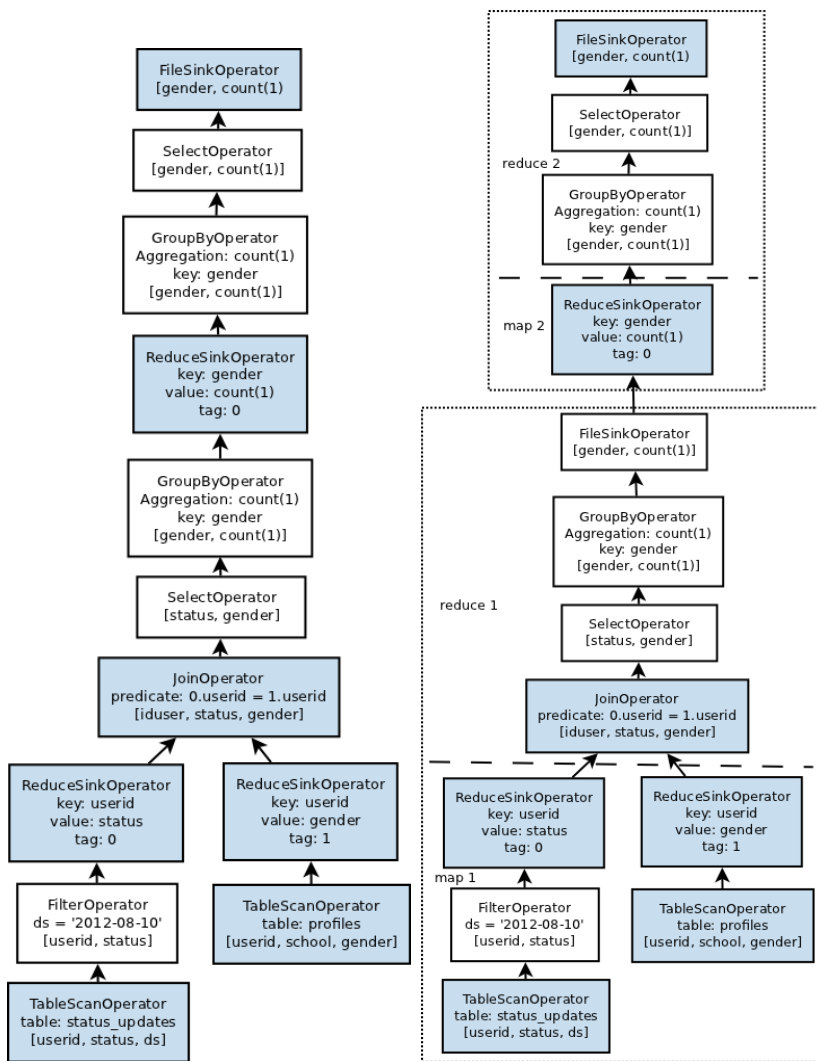 FileSinkOperator
[gender, count(1)
SelectOperator
[gender, count(1)]
GroupByOperator
Aggregation: count(1)
key: gender
[gender, count(1)]
ReduceSinkOperator
key: gender
value: count(1)
tag: 0
GroupByOperator
Aggregation: count(1)
key: gender
[gender, count(1)]
SelectOperator
[status, gender]
JoinOperator
predicate: 0.userid = 1.userid
[iduser, status, gender]
ReduceSinkOperator
key: userid
value: status
tag: 0
ReduceSinkOperator
key: userid
value: gender
tag: 1
FilterOperator
ds = '2012-08-10'
[userid, status]
TableScanOperator
table: profiles
[userid, school, gender]
TableScanOperator
table: status_updates
[userid, status, ds]
FileSinkOperator
[gender, count(1)
SelectOperator
[gender, count(1)]
reduce 2
GroupByOperator
Aggregation: count(1)
key: gender
[gender, count(1)]
map 2
ReduceSinkOperator
key: gender
value: count(1)
tag: 0
FileSinkOperator
[gender, count(1)]
GroupByOperator
Aggregation: count(1)
key: gender
[gender, count(1)]
reduce 1
SelectOperator
[status, gender]
JoinOperator
predicate: 0.userid = 1.userid
[iduser, status, gender]
ReduceSinkOperator
key: userid
value: status
tag: 0
ReduceSinkOperator
key: userid
value: gender
tag: 1
map 1
FilterOperator
ds = '2012-08-10'
[userid, status]
TableScanOperator
table: profiles
[userid, school, gender]
TableScanOperator
table: status_updates
[userid, status, ds]